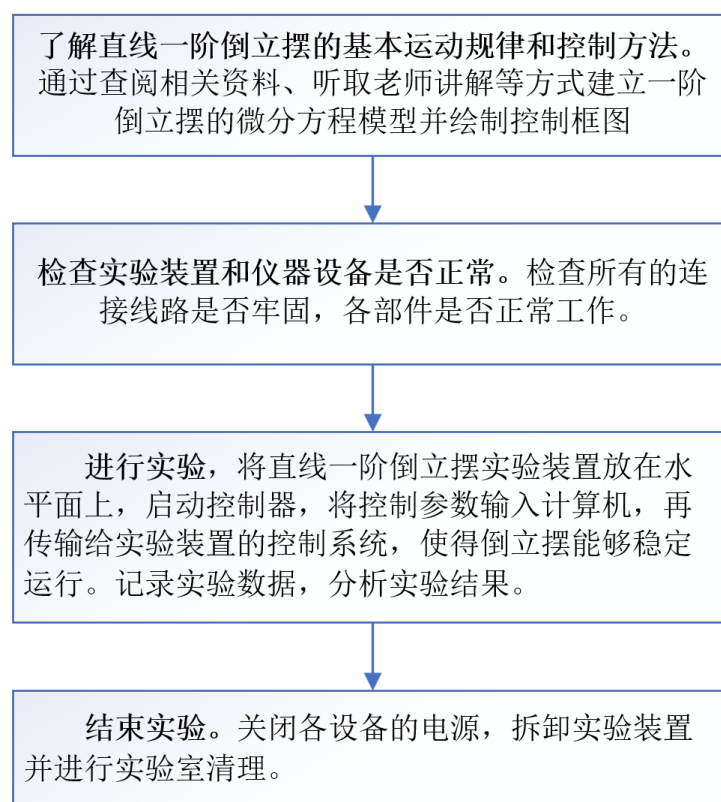 了解直线一阶倒立摆的基本运动规律和控制方法。
通过查阅相关资料、听取老师讲解等方式建立一阶
倒立摆的微分方程模型并绘制控制框图
检查实验装置和仪器设备是否正常。检查所有的连
接线路是否牢固，各部件是否正常工作。
进行实验，将直线一阶倒立摆实验装置放在水
平面上，启动控制器，将控制参数输入计算机，再
传输给实验装置的控制系统，使得倒立摆能够稳定
运行。记录实验数据，分析实验结果。
结束实验。关闭各设备的电源，拆卸实验装置
并进行实验室清理。